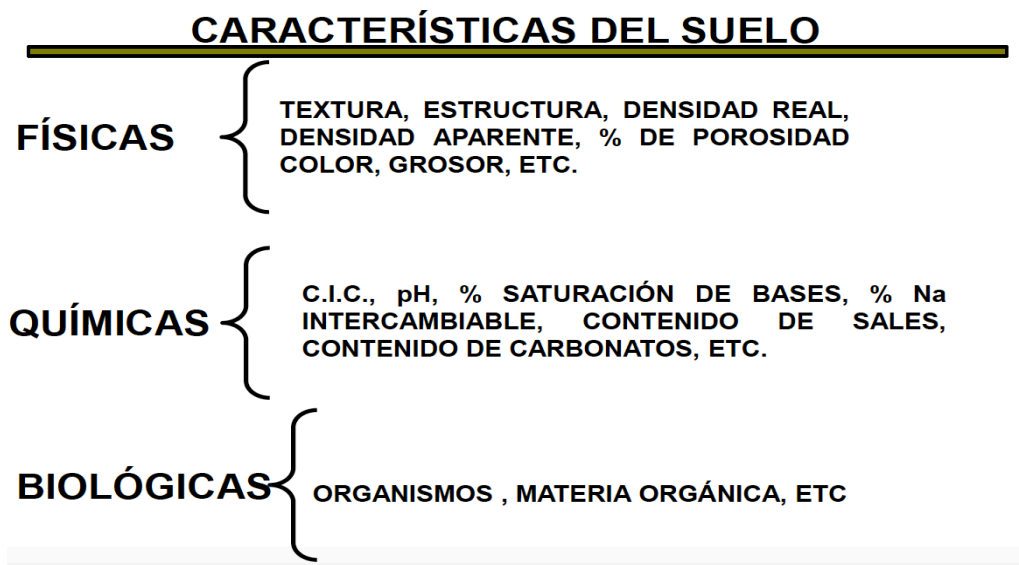 CARACTERÍSTICAS DEL SUELO
FÍSICAS
TEXTURA, ESTRUCTURA, DENSIDAD REAL,
DENSIDAD APARENTE, % DE POROSIDAD
COLOR, GROSOR, ETC.
QUÍMICAS
C.I.C., pH, % SATURACIÓN DE BASES, % Na
INTERCAMBIABLE, CONTENIDO DE SALES,
CONTENIDO DE CARBONATOS, ETC.
BIOLÓGICAS
ORGANISMOS , MATERIA ORGÁNICA, ETC